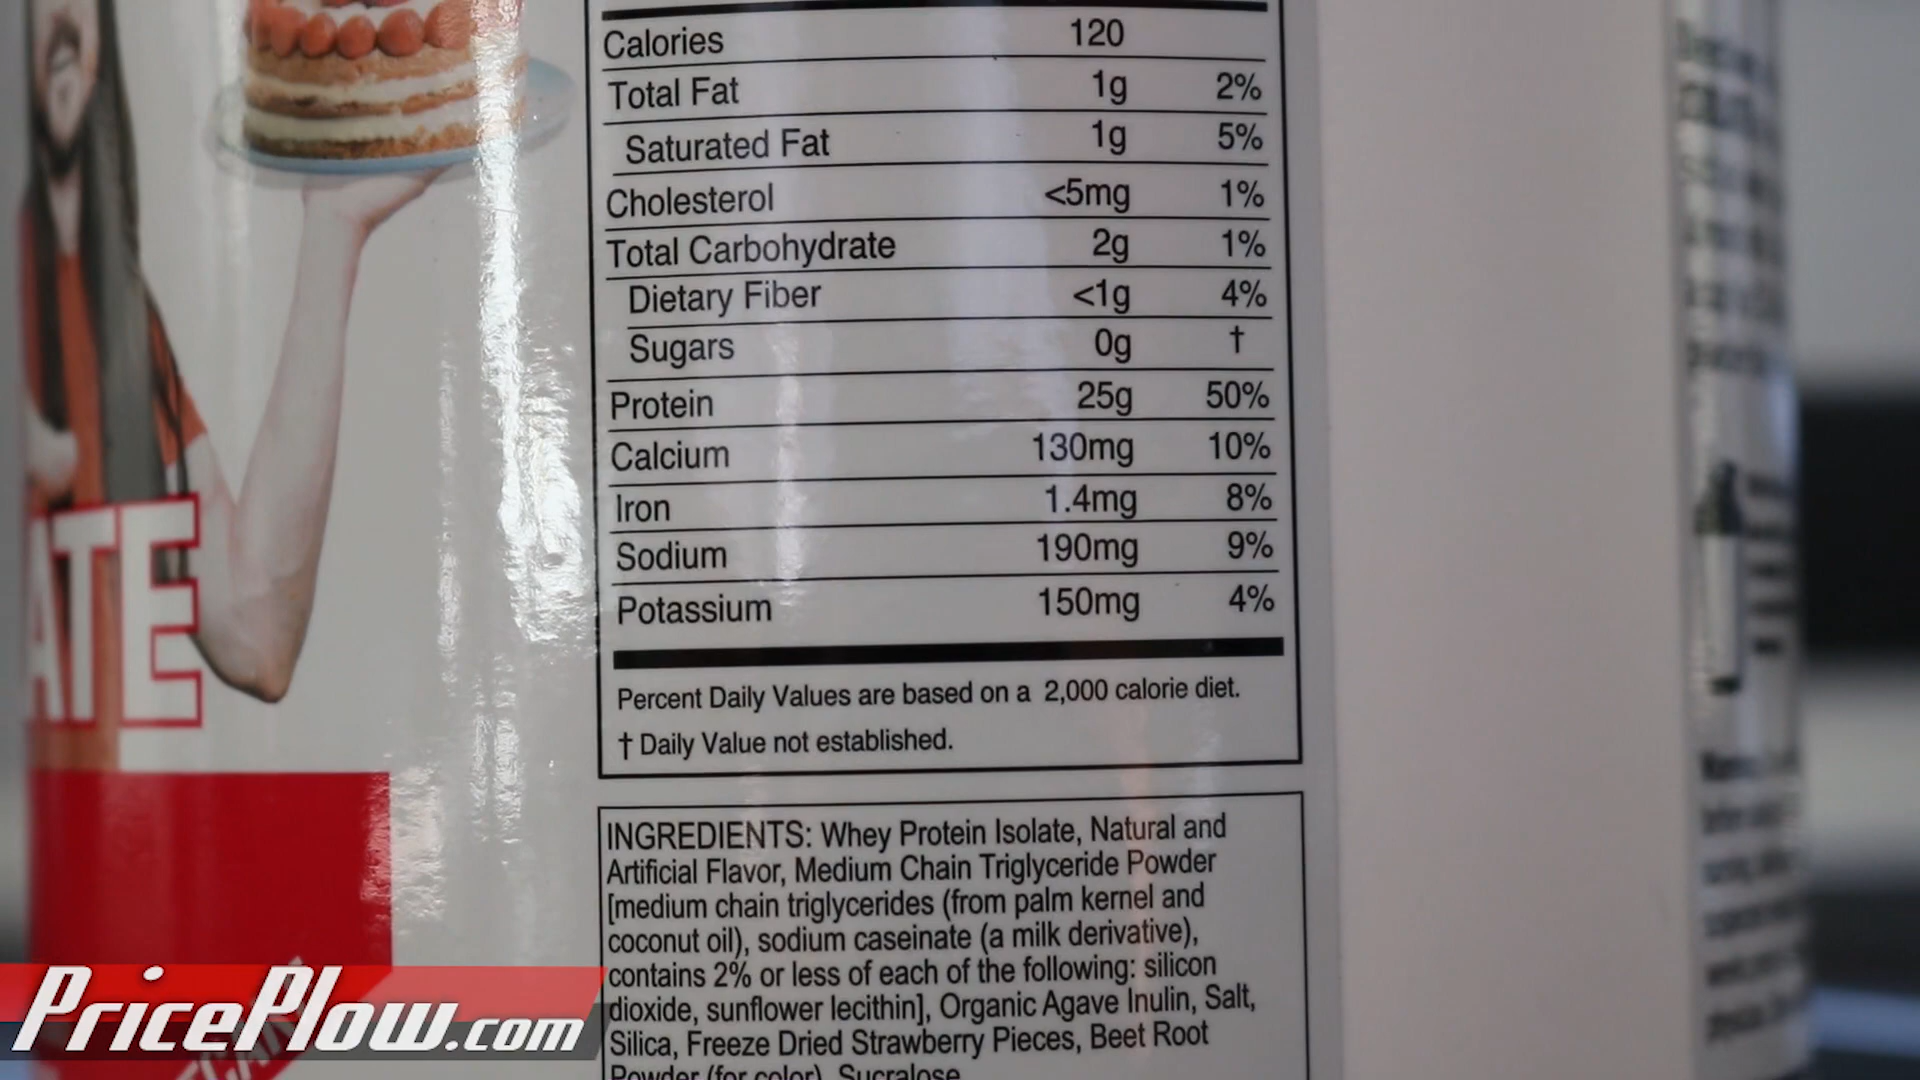 Calories 120
Total Fat 1g 2%
Saturated Fat 1g 5%
Cholesterol <5mg 1%
Total Carbohydrate 2g 1%
Dietary Fiber <1g 4%
Sugars 0g †
Protein 25g 50%
Calcium 130mg 10%
Iron 1.4mg 8%
Sodium 190mg 9%
Potassium 150mg 4%
Percent Daily Values are based on a 2,000 calorie diet.
† Daily Value not established.
INGREDIENTS: Whey Protein Isolate, Natural and
Artificial Flavor, Medium Chain Triglyceride Powder
[medium chain triglycerides (from palm kernel and
coconut oil), sodium caseinate (a milk derivative),
contains 2% or less of each of the following: silicon
dioxide, sunflower lecithin], Organic Agave Inulin, Salt,
Silica, Freeze Dried Strawberry Pieces, Beet Root
Powder (for color), Sucralose
ATE
PricePlow.com